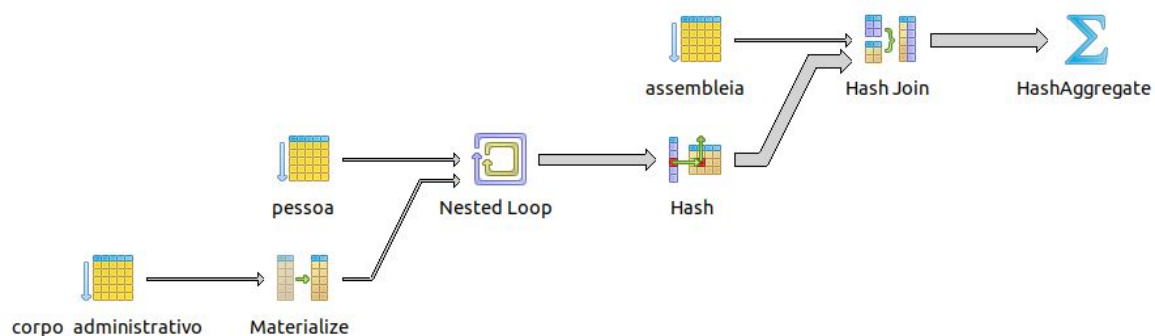 assembleia
Hash Join
HashAggregate
pessoa
Nested Loop
Hash
corpo_administrativo
Materialize